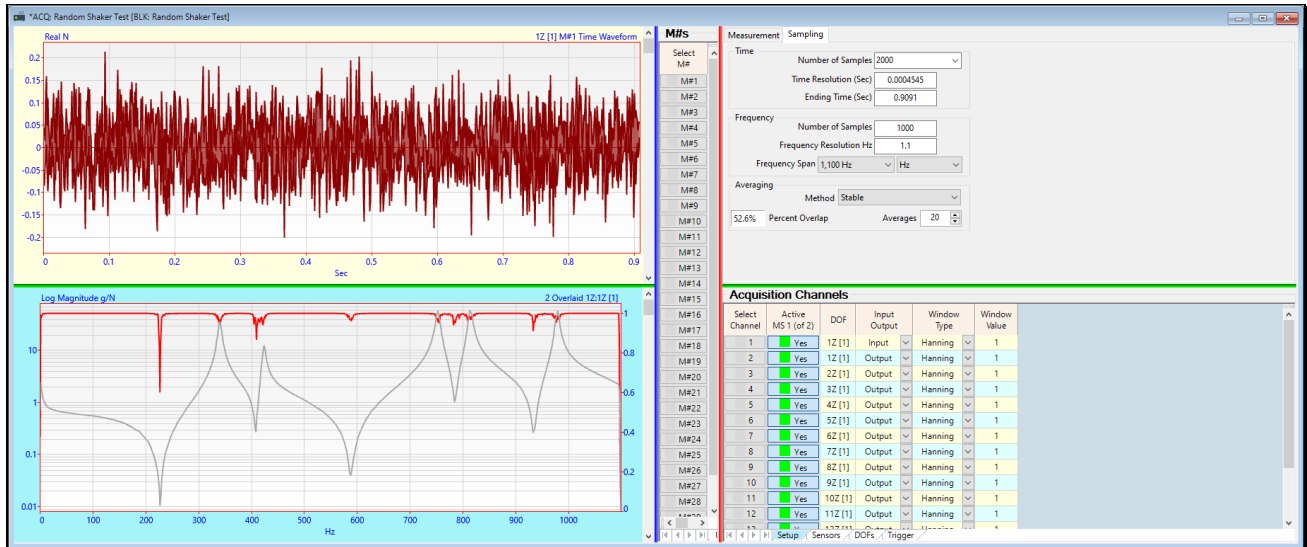 *ACQ: Random Shaker Test [BLK: Random Shaker Test]
Real N
1Z [1] M#1 Time Waveform
0.2
0.15
0.1
0.05
0
-0.05
-0.1
-0.15
-0.2
0 0.1 0.2 0.3 0.4 0.5 0.6 0.7 0.8 0.9
Sec
Log Magnitude g/N
2 Overlaid 1Z:1Z [1]
10
1
0.1
0.01
1
0.8
0.6
0.4
0.2
0
0 100 200 300 400 500 600 700 800 900 1000
Hz
M#s
Select
M#
M#1
M#2
M#3
M#4
M#5
M#6
M#7
M#8
M#9
M#10
M#11
M#12
M#13
M#14
M#15
M#16
M#17
M#18
M#19
M#20
M#21
M#22
M#23
M#24
M#25
M#26
M#27
M#28
Measurement Sampling
Time
Number of Samples 2000
Time Resolution (Sec) 0.0004545
Ending Time (Sec) 0.9091
Frequency
Number of Samples 1000
Frequency Resolution Hz 1.1
Frequency Span 1,100 Hz Hz
Averaging
Method Stable
52.6% Percent Overlap Averages 20
Acquisition Channels
Select Channel Active MS 1 (of 2) DOF Input Output Window Type Window Value
1 Yes 1Z [1] Input Hanning 1
2 Yes 1Z [1] Output Hanning 1
3 Yes 2Z [1] Output Hanning 1
4 Yes 3Z [1] Output Hanning 1
5 Yes 4Z [1] Output Hanning 1
6 Yes 5Z [1] Output Hanning 1
7 Yes 6Z [1] Output Hanning 1
8 Yes 7Z [1] Output Hanning 1
9 Yes 8Z [1] Output Hanning 1
10 Yes 9Z [1] Output Hanning 1
11 Yes 10Z [1] Output Hanning 1
12 Yes 11Z [1] Output Hanning 1
Setup Sensors DOFs Trigger